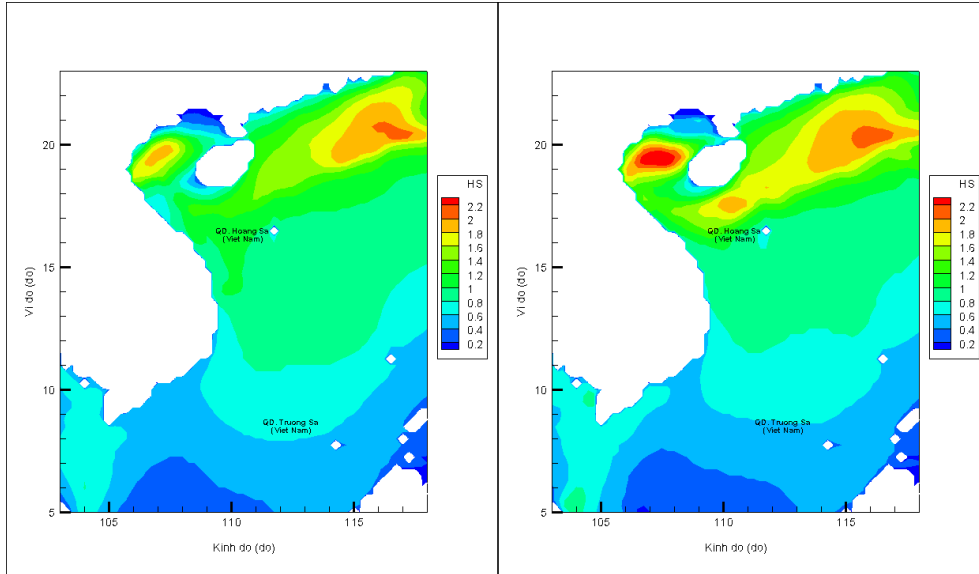 20
15
10
5
105
110
115
Vi do (do)
Kinh do (do)
QD. Hoang Sa
(Viet Nam)
QD. Truong Sa
(Viet Nam)
HS
2.2
2
1.8
1.6
1.4
1.2
1
0.8
0.6
0.4
0.2
20
15
10
5
105
110
115
Vi do (do)
Kinh do (do)
QD. Hoang Sa
(Viet Nam)
QD. Truong Sa
(Viet Nam)
HS
2.2
2
1.8
1.6
1.4
1.2
1
0.8
0.6
0.4
0.2